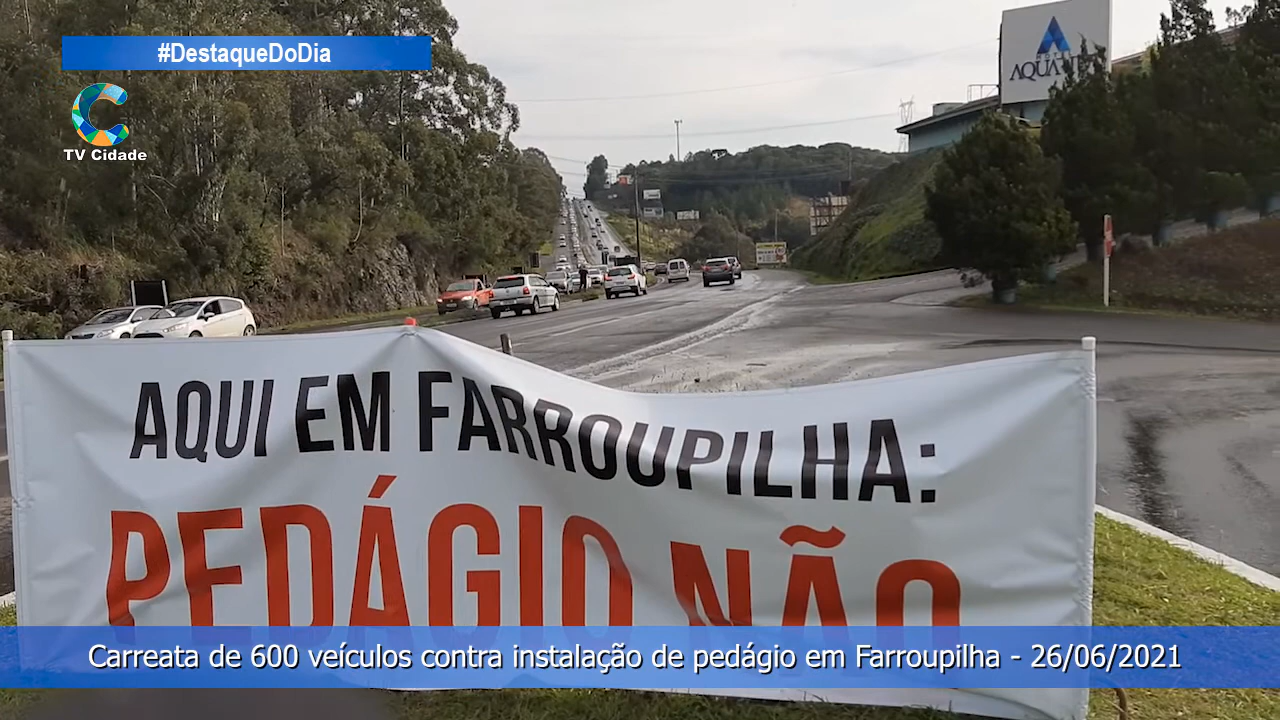 #DestaqueDoDia
TV Cidade
HOTEL
AQUI EM FARROUPILHA:
PEDÁGIO NÃO
Carreata de 600 veículos contra instalação de pedágio em Farroupilha - 26/06/2021